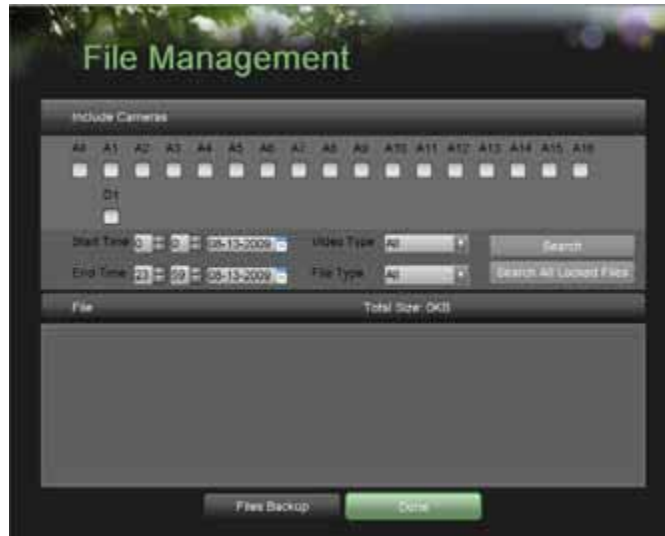 File Management
Include Cameras
All A1 A2 A3 A4 A5 A6 A7 A8 A9 A10 A11 A12 A13 A14 A15 A16
D1
Start Time 0 0 08-13-2009 Video Type All Search
End Time 23 59 08-13-2009 File Type All Search All Locked Files
File Total Size: 0KB
Files Backup Done